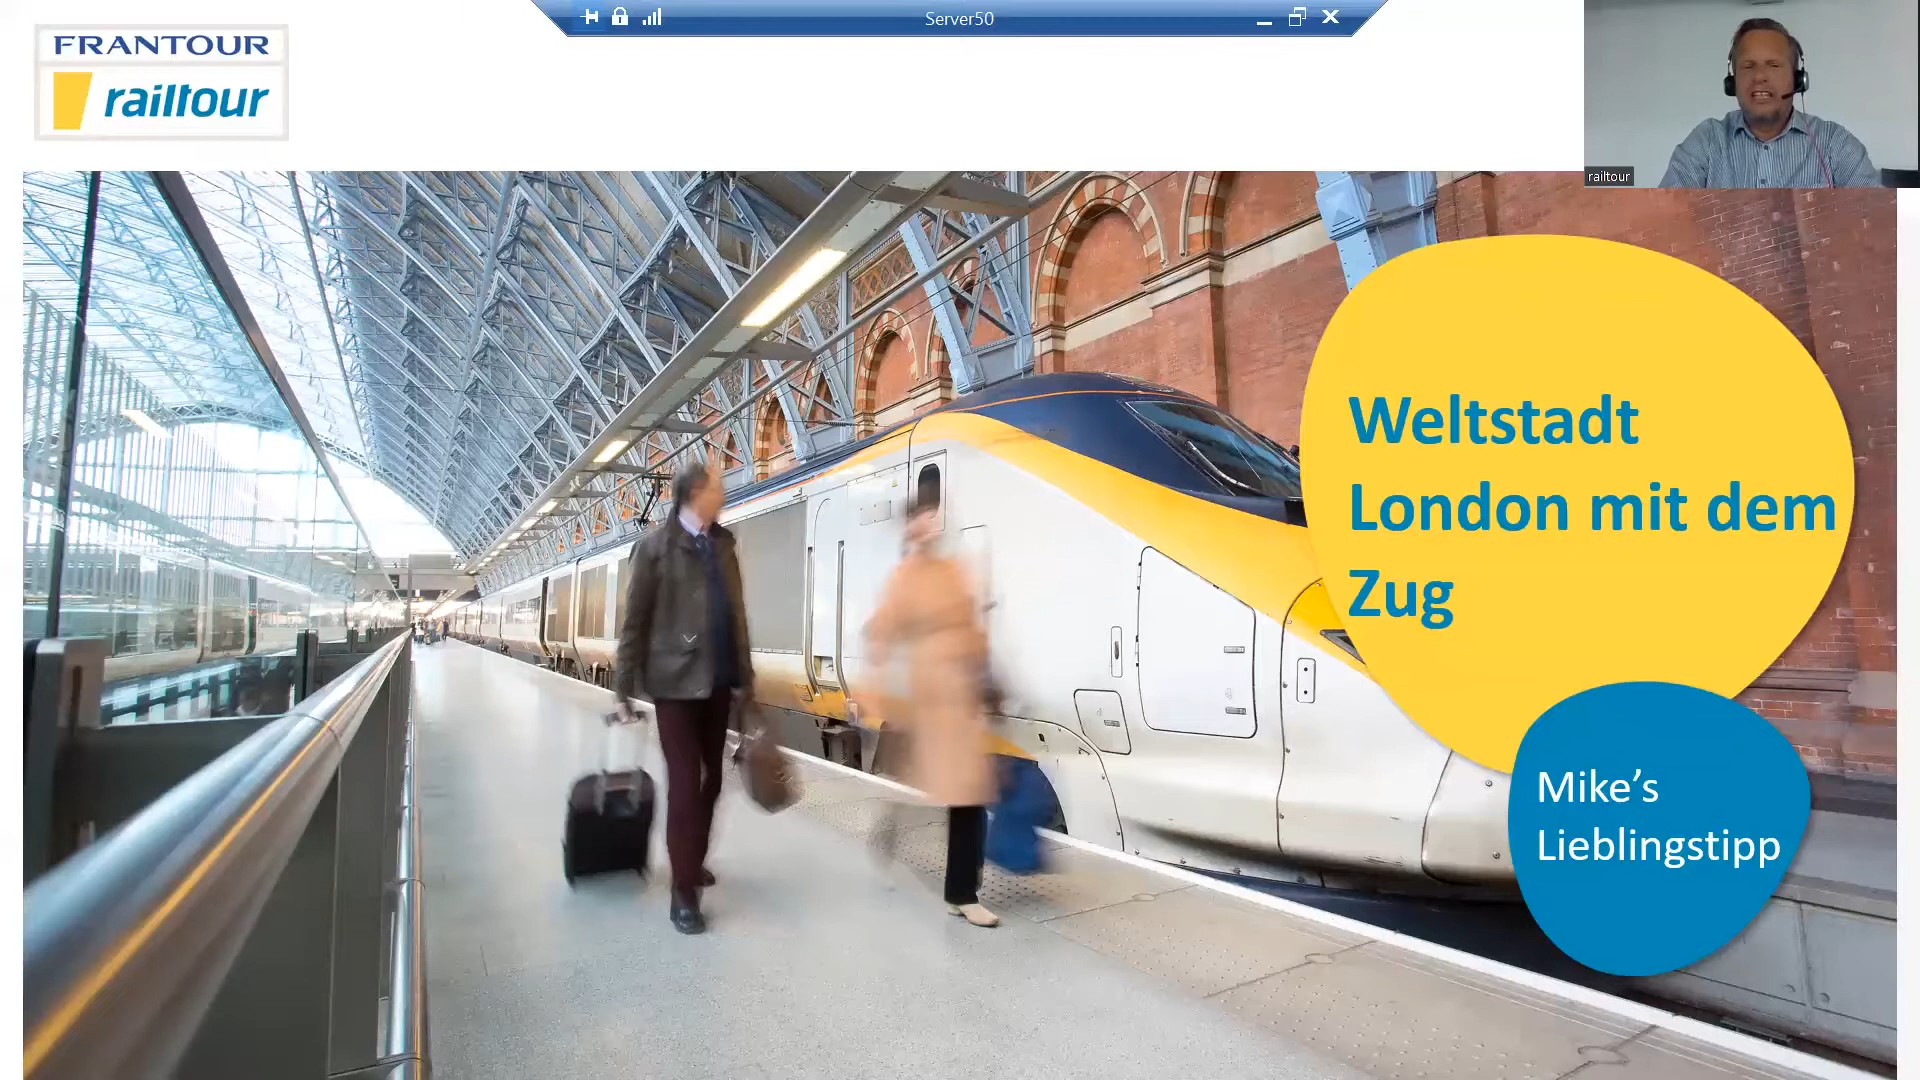 Server50
FRANTOUR
railtour
railtour
Weltstadt
London mit dem
Zug
Mike’s
Lieblingstipp